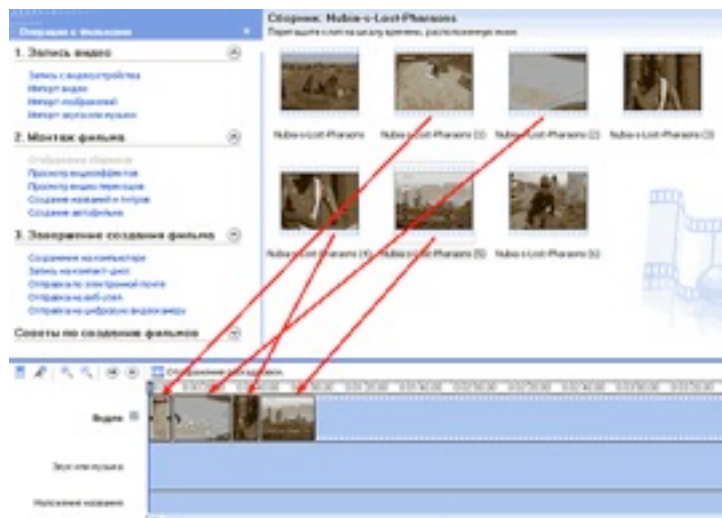 Операции с фильмами
Сборник: Nubia-s-Lost-Pharaons
Перетащите клип на шкалу времени, расположенную ниже.
1. Запись видео
Запись с видеоустройства
Импорт видео
Импорт изображений
Импорт звука или музыки
2. Монтаж фильма
Отображение сборников
Просмотр видеоэффектов
Просмотр видеопереходов
Создание названий и титров
Создание автофильма
3. Завершение создания фильма
Сохранение на компьютере
Запись на компакт-диск
Отправка по электронной почте
Отправка на веб-узел
Отправка на цифровую видеокамеру
Советы по созданию фильмов
Nubia-s-Lost-Pharaons
Nubia-s-Lost-Pharaons (1)
Nubia-s-Lost-Pharaons (2)
Nubia-s-Lost-Pharaons (3)
Nubia-s-Lost-Pharaons (4)
Nubia-s-Lost-Pharaons (5)
Nubia-s-Lost-Pharaons (6)
Отображение раскадровки
Видео
Звук или музыка
Наложение названия